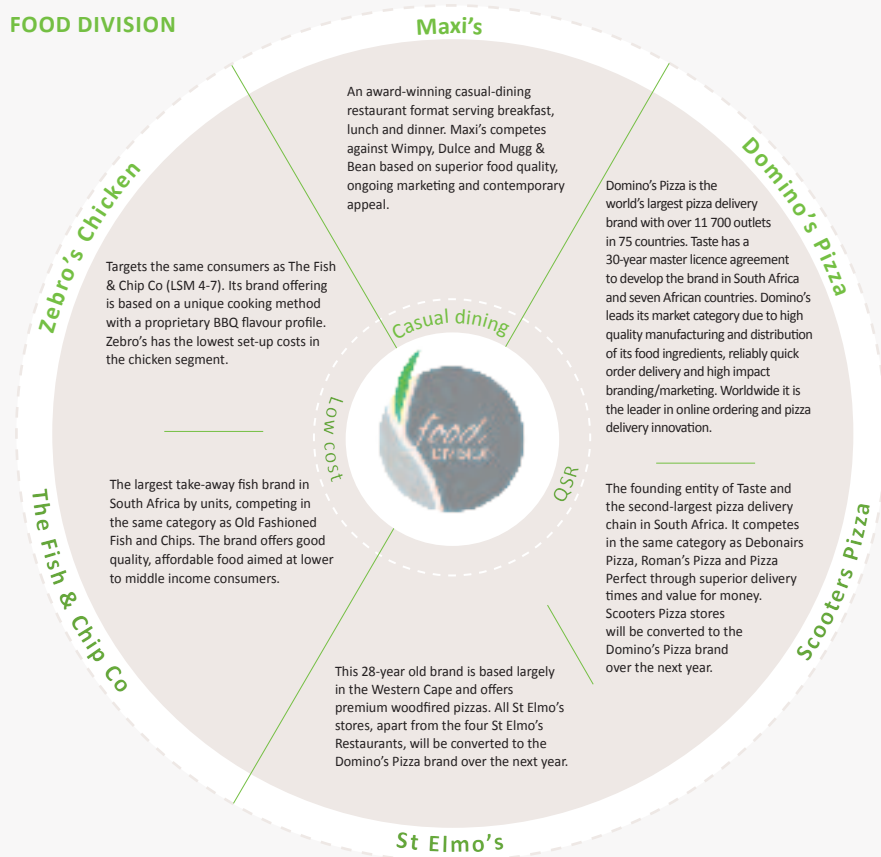 FOOD DIVISION
Maxi's
An award-winning casual-dining
restaurant format serving breakfast,
lunch and dinner. Maxi's competes
against Wimpy, Dulce and Mugg &
Bean based on superior food quality,
ongoing marketing and contemporary
appeal.
Domino's Pizza
Domino's Pizza is the
world's largest pizza delivery
brand with over 11 700 outlets
in 75 countries. Taste has a
30-year master licence agreement
to develop the brand in South Africa
and seven African countries. Domino's
leads its market category due to high
quality manufacturing and distribution
of its food ingredients, reliably quick
order delivery and high impact
branding/marketing. Worldwide it is
the leader in online ordering and pizza
delivery innovation.
Scooters Pizza
The founding entity of Taste and
the second-largest pizza delivery
chain in South Africa. It competes
in the same category as Debonairs
Pizza, Roman's Pizza and Pizza
Perfect through superior delivery
times and value for money.
Scooters Pizza stores
will be converted to the
Domino's Pizza brand
over the next year.
St Elmo's
This 28-year old brand is based largely
in the Western Cape and offers
premium woodfired pizzas. All St Elmo's
stores, apart from the four St Elmo's
Restaurants, will be converted to the
Domino's Pizza brand over the next year.
The Fish & Chip Co
The largest take-away fish brand in
South Africa by units, competing in
the same category as Old Fashioned
Fish and Chips. The brand offers good
quality, affordable food aimed at lower
to middle income consumers.
Zebro's Chicken
Targets the same consumers as The Fish
& Chip Co (LSM 4-7). Its brand offering
is based on a unique cooking method
with a proprietary BBQ flavour profile.
Zebro's has the lowest set-up costs in
the chicken segment.
Casual dining
Low cost
QSR
food